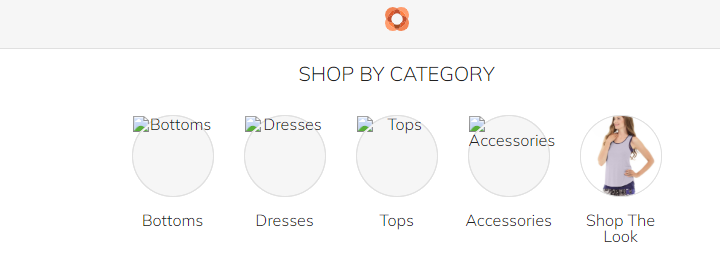 SHOP BY CATEGORY
Bottoms
Dresses
Tops
Accessories
Bottoms
Dresses
Tops
Accessories
Shop The
Look